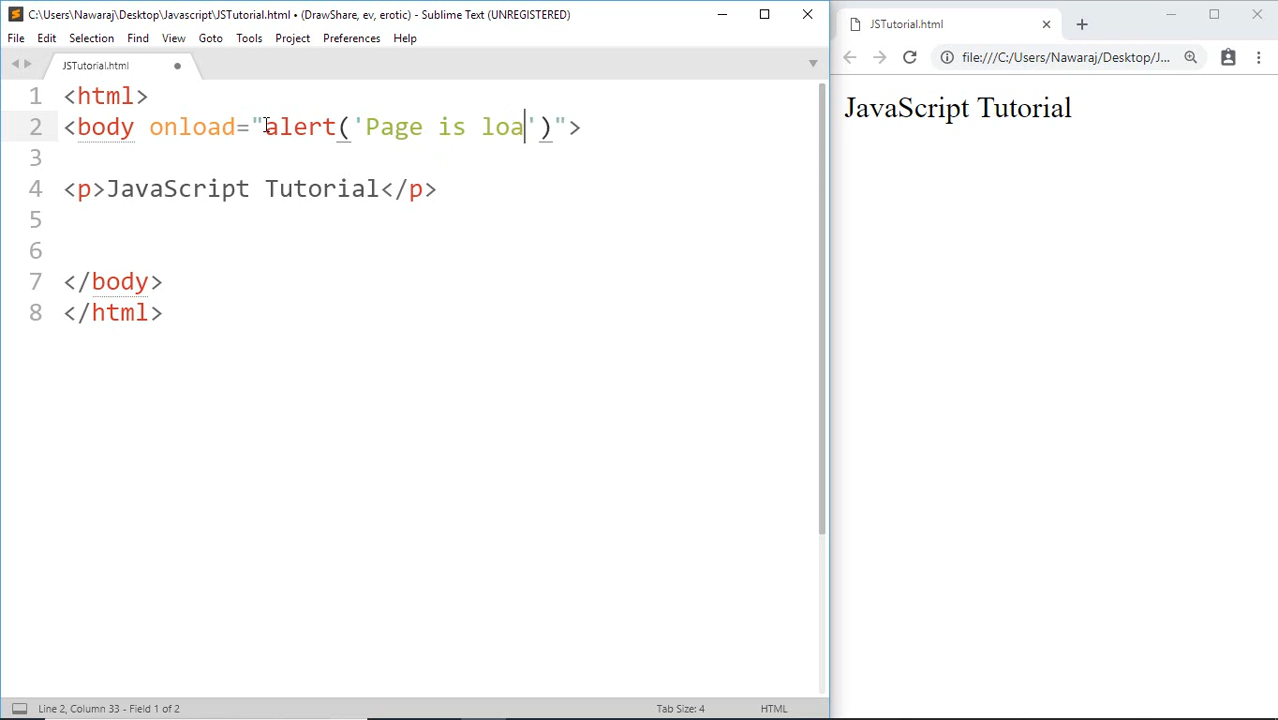 C:\Users\Nawaraj\Desktop\Javascript\JSTutorial.html • (DrawShare, ev, erotic) - Sublime Text (UNREGISTERED)
File Edit Selection Find View Goto Tools Project Preferences Help
JSTutorial.html
1 <html>
2 <body onload="alert('Page is loa')">
3
4 <p>JavaScript Tutorial</p>
5
6
7 </body>
8 </html>
Line 2, Column 33 - Field 1 of 2
Tab Size: 4
HTML
JSTutorial.html
file:///C:/Users/Nawaraj/Desktop/J...
JavaScript Tutorial